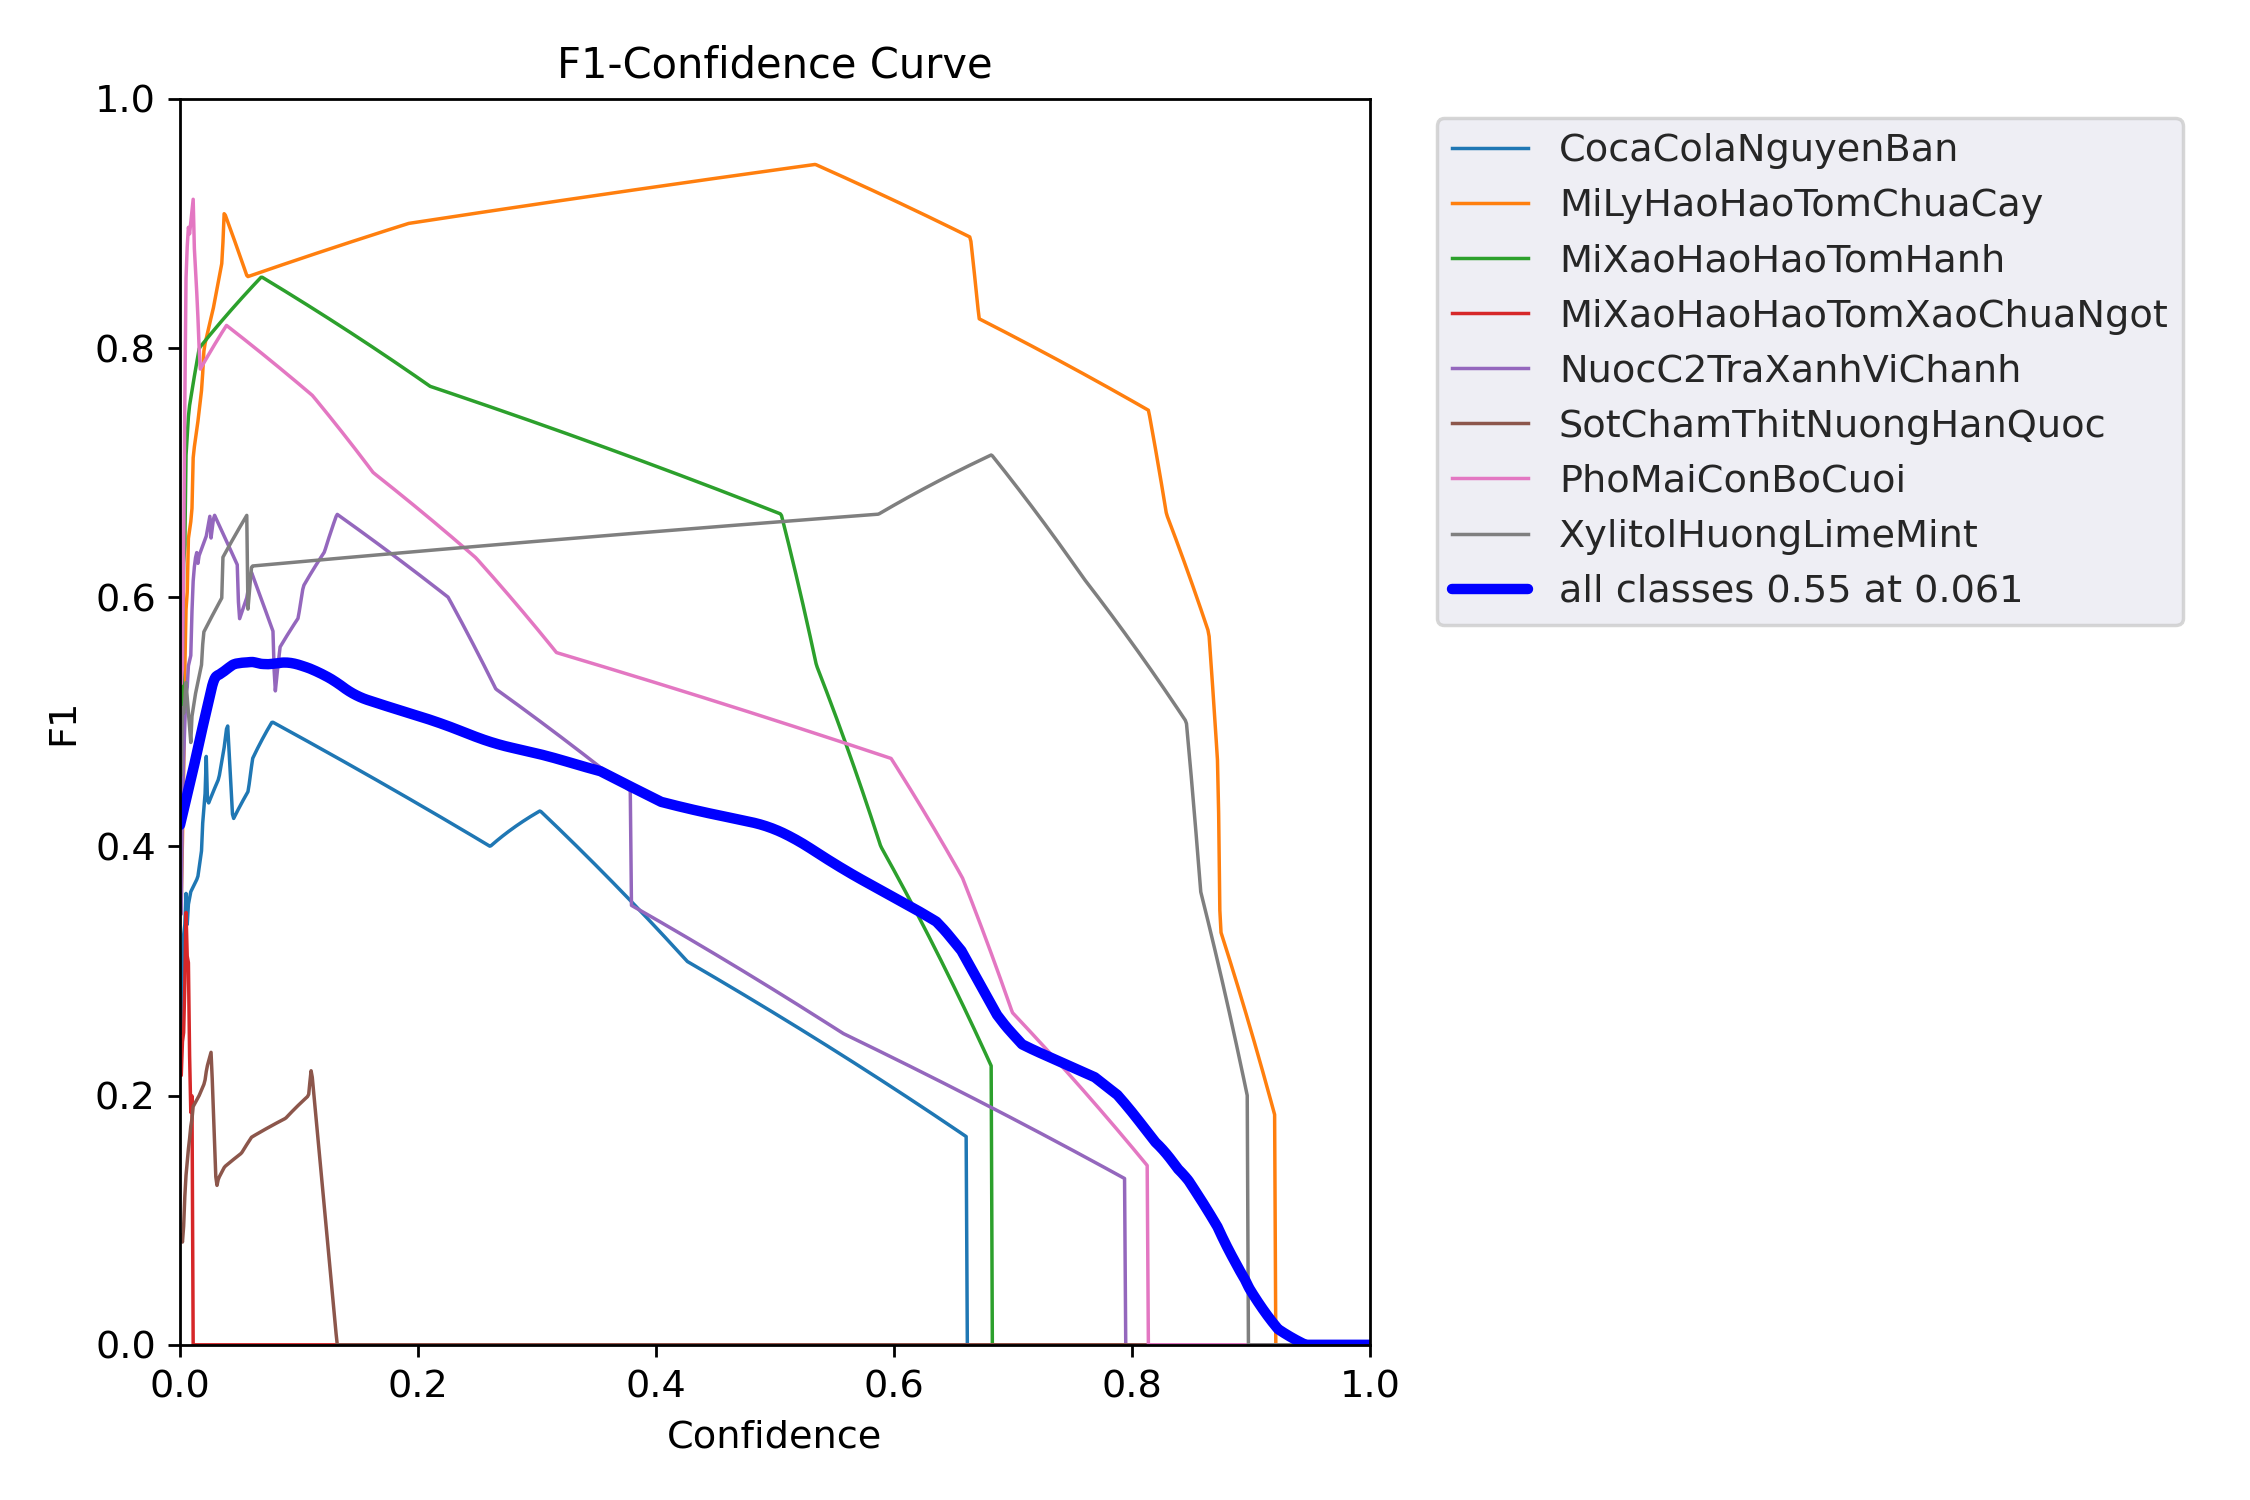 F1-Confidence Curve
1.0
0.8
0.6
0.4
0.2
0.0
F1
0.0 0.2 0.4 0.6 0.8 1.0
Confidence
CocaColaNguyenBan
MiLyHaoHaoTomChuaCay
MiXaoHaoHaoTomHanh
MiXaoHaoHaoTomXaoChuaNgot
NuocC2TraXanhViChanh
SotChamThitNuongHanQuoc
PhoMaiConBoCuoi
XylitolHuongLimeMint
all classes 0.55 at 0.061